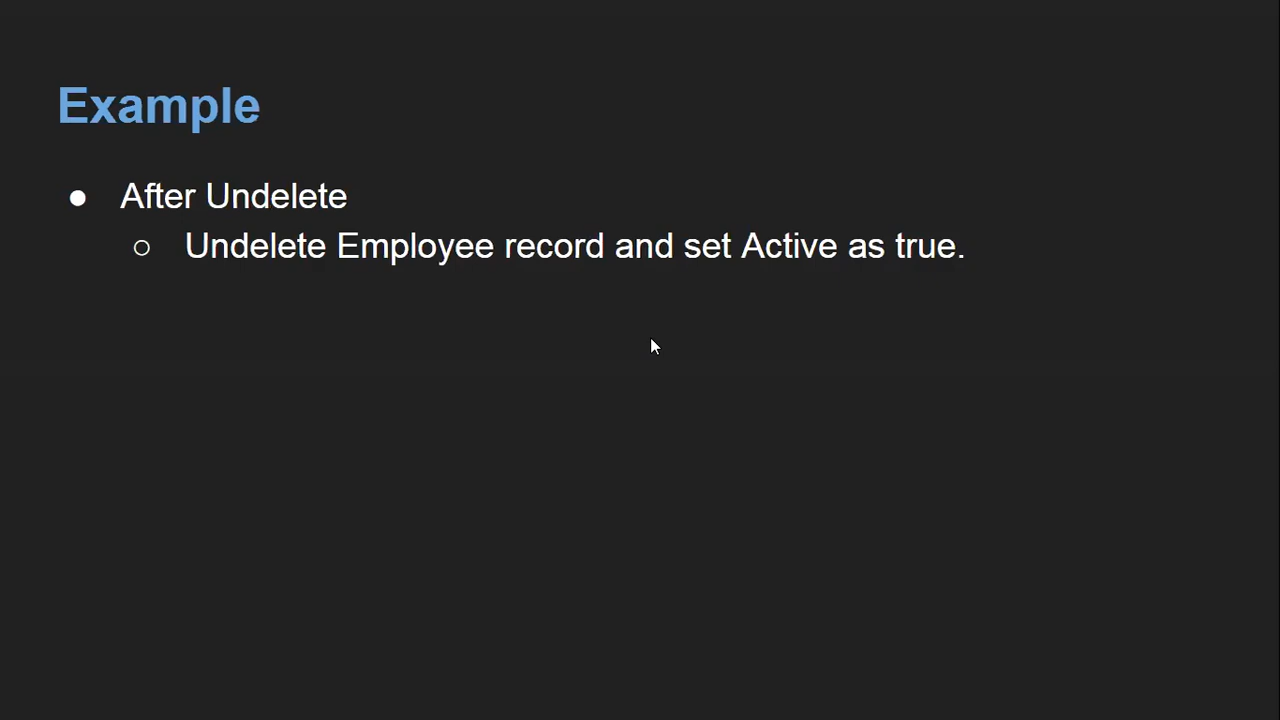 Example
● After Undelete
○ Undelete Employee record and set Active as true.